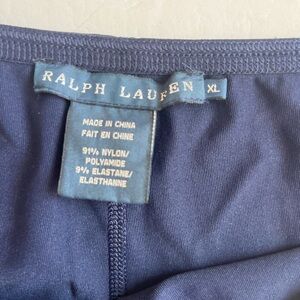 RALPH LAUREN XL
MADE IN CHINA
FAIT EN CHINE
91% NYLON/
POLYAMIDE
9% ELASTANE/
ELASTHANNE